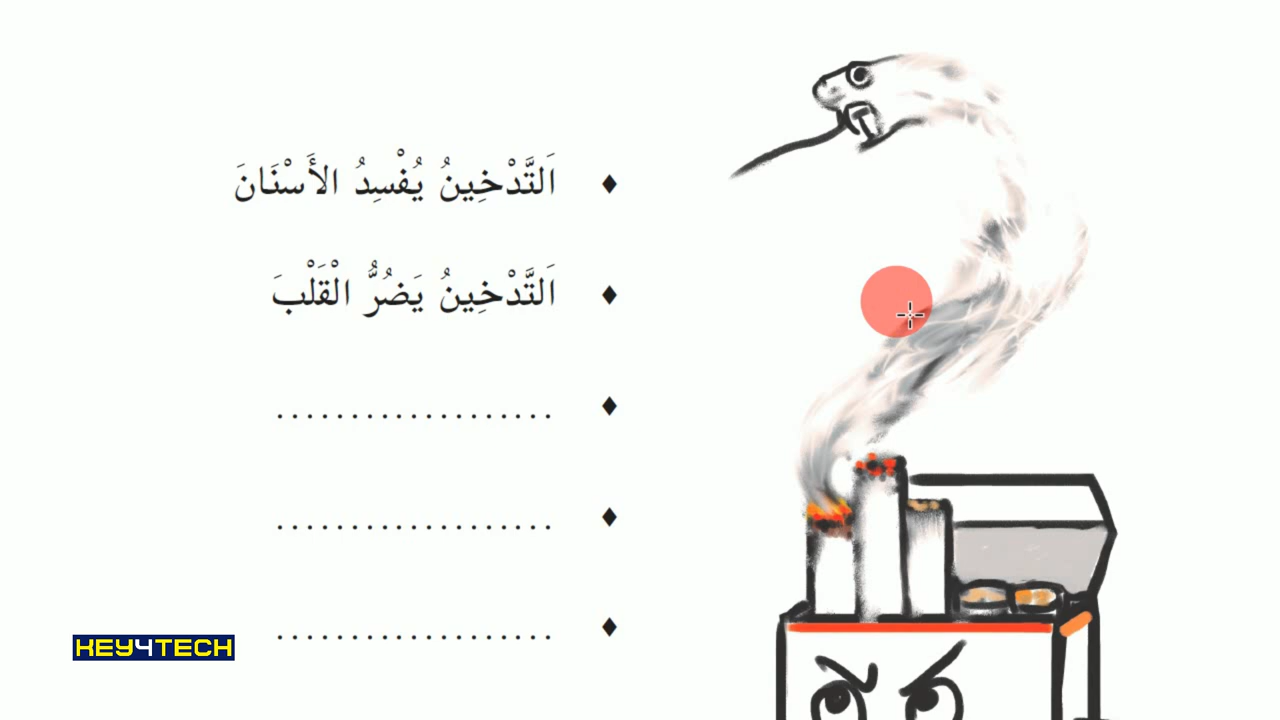 ♦ اَلتَّدْخِينُ يُفْسِدُ الأَسْنَانَ
♦ اَلتَّدْخِينُ يَضُرُّ الْقَلْبَ
♦ ...................
♦ ...................
♦ ...................
KEY4TECH